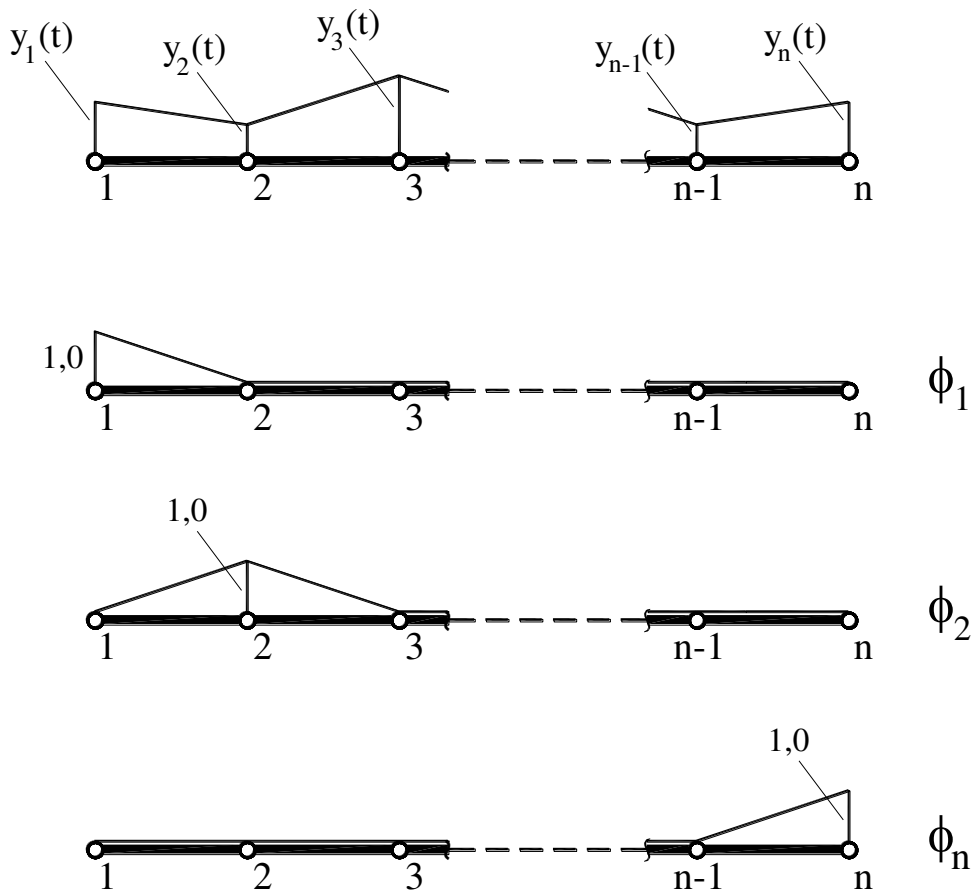 y₁(t) y₂(t) y₃(t) yₙ₋₁(t) yₙ(t)
1 2 3 n-1 n
1,0 ϕ₁
1 2 3 n-1 n
1,0 ϕ₂
1 2 3 n-1 n
1,0 ϕₙ
1 2 3 n-1 n